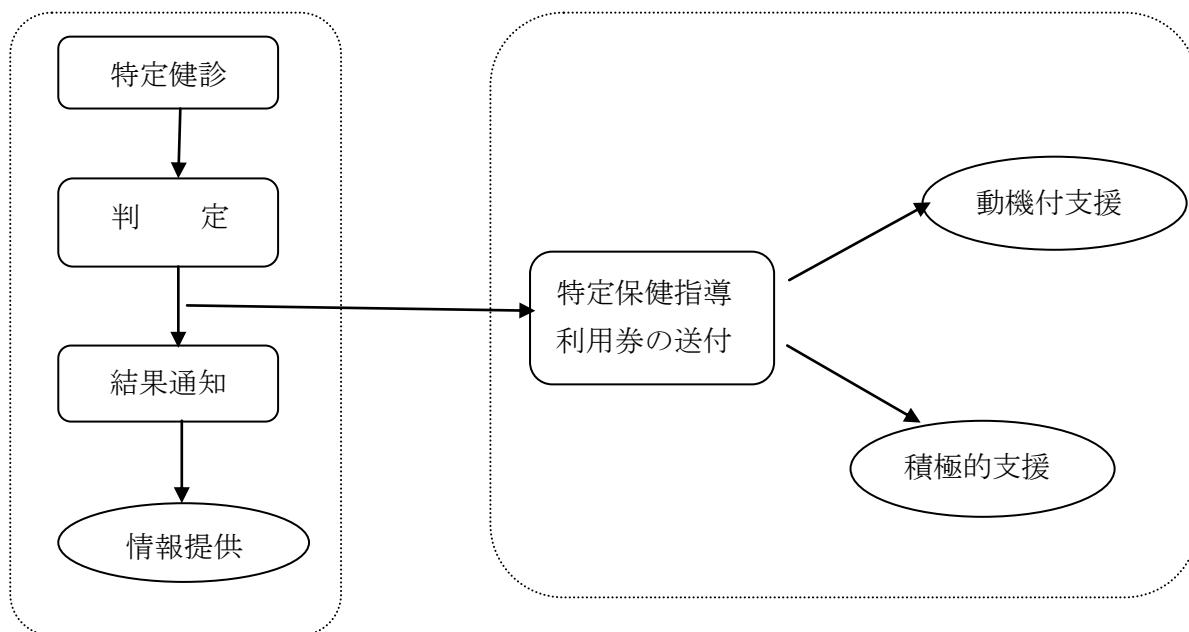 特定健診
判　　定
結果通知
情報提供
特定保健指導
利用券の送付
動機付支援
積極的支援